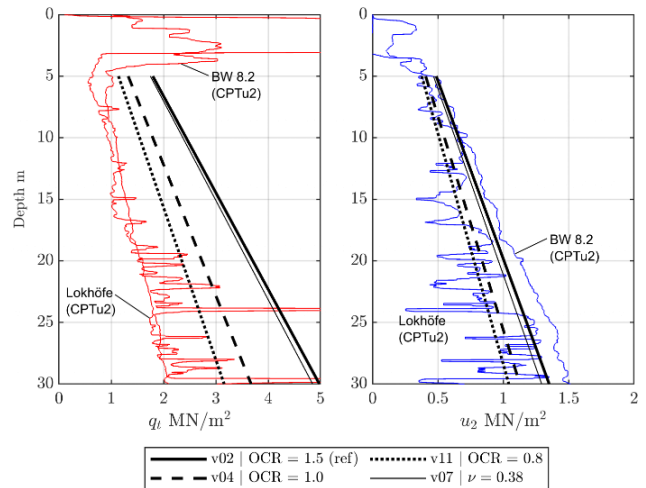 0
5
10
15
20
25
30
Depth m
0 1 2 3 4 5
q_t MN/m²
BW 8.2
(CPTu2)
Lokhöfe
(CPTu2)
0
5
10
15
20
25
30
0 0.5 1 1.5 2
u₂ MN/m²
BW 8.2
(CPTu2)
Lokhöfe
(CPTu2)
v02 | OCR = 1.5 (ref) v11 | OCR = 0.8
v04 | OCR = 1.0 v07 | ν = 0.38